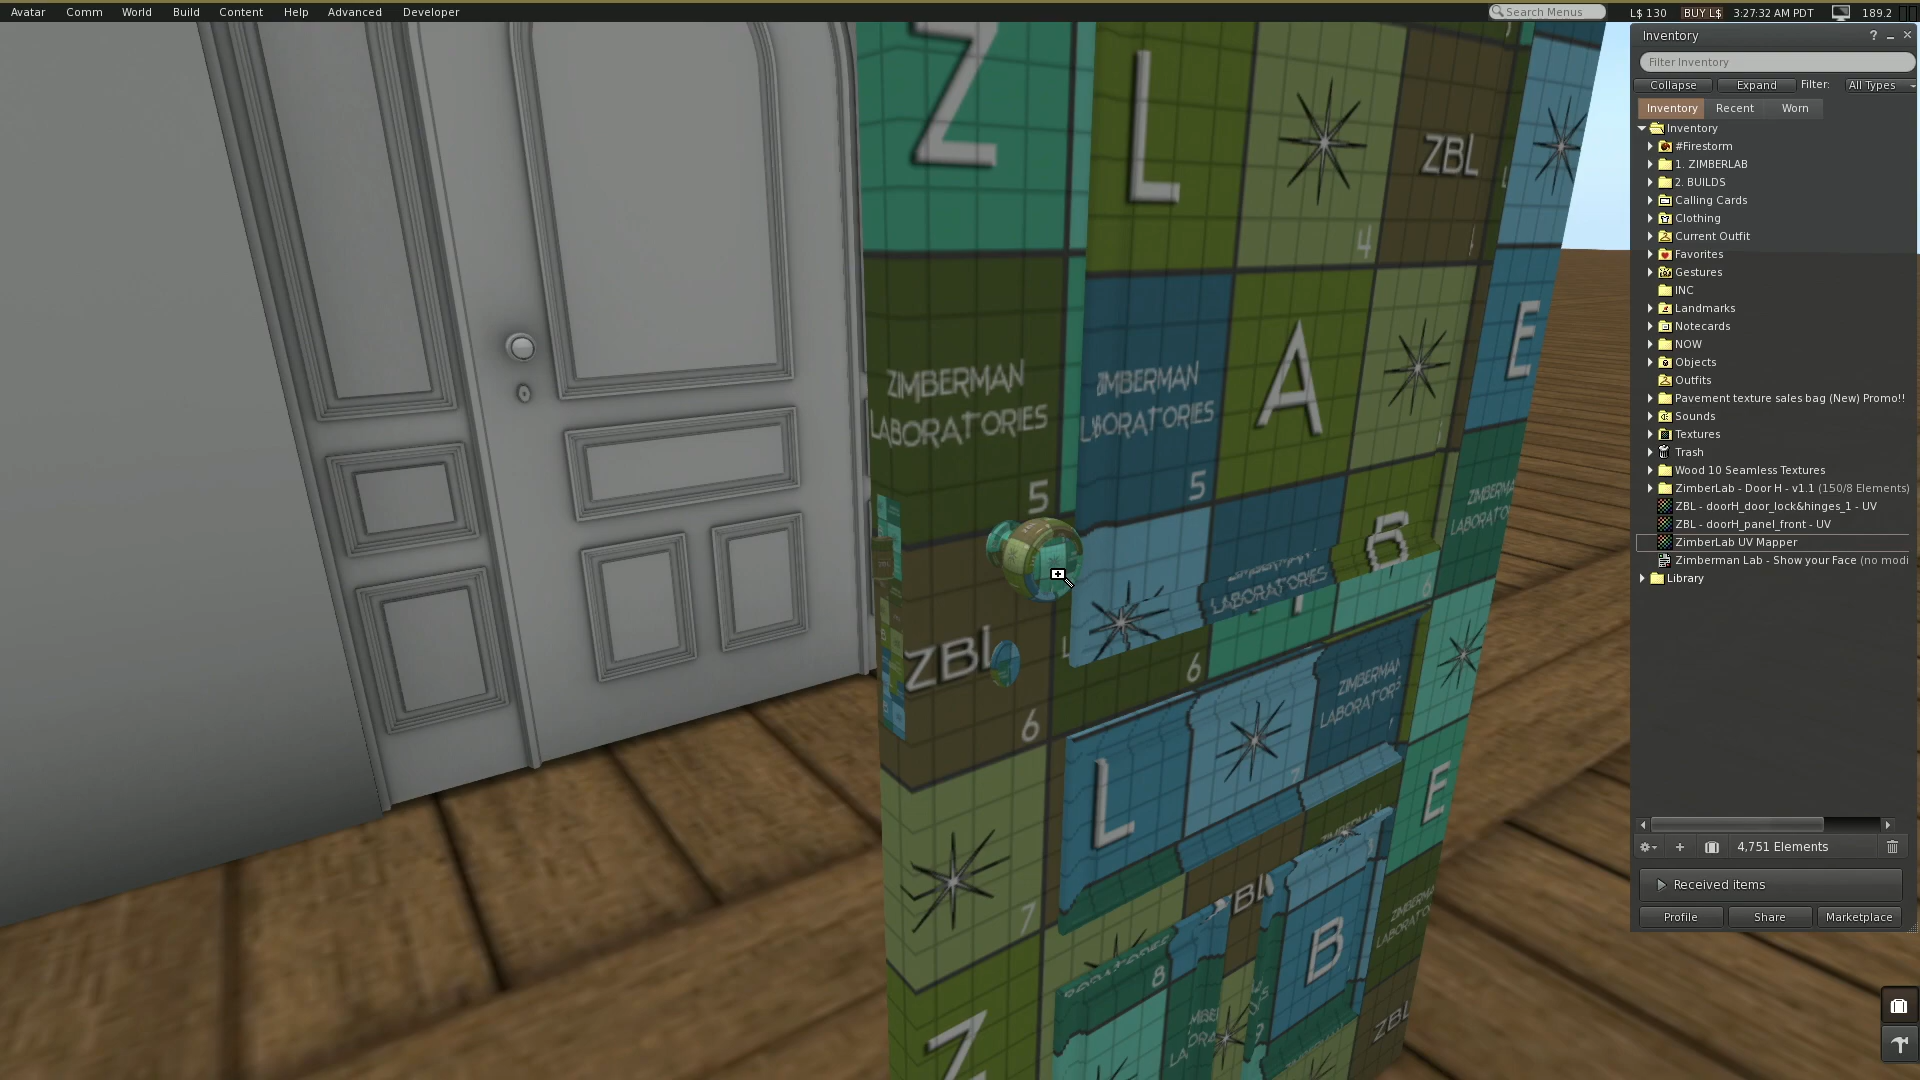 Avatar Comm World Build Content Help Advanced Developer
Search Menus
L$ 130 BUY L$ 3:27:32 AM PDT 189.2
Inventory
Filter Inventory
Collapse Expand Filter: All Types
Inventory Recent Worn
Inventory
#Firestorm
1. ZIMBERLAB
2. BUILDS
Calling Cards
Clothing
Current Outfit
Favorites
Gestures
INC
Landmarks
Notecards
NOW
Objects
Outfits
Pavement texture sales bag (New) Promo!!
Sounds
Textures
Trash
Wood 10 Seamless Textures
ZimberLab - Door H - v1.1 (150/8 Elements)
ZBL - doorH_door_lock&hinges_1 - UV
ZBL - doorH_panel_front - UV
ZimberLab UV Mapper
Zimberman Lab - Show your Face (no modi
Library
4,751 Elements
Received items
Profile Share Marketplace
Z
L
4
ZBL
ZIMBERMAN
LABORATORIES
5
ZIMBERMAN
LABORATORIES
5
A
E
ZBL
6
LABORATORIES
B
6
6
L
ZIMBERMAN
7
E
7
ZBL
8
B
Z
ZBL